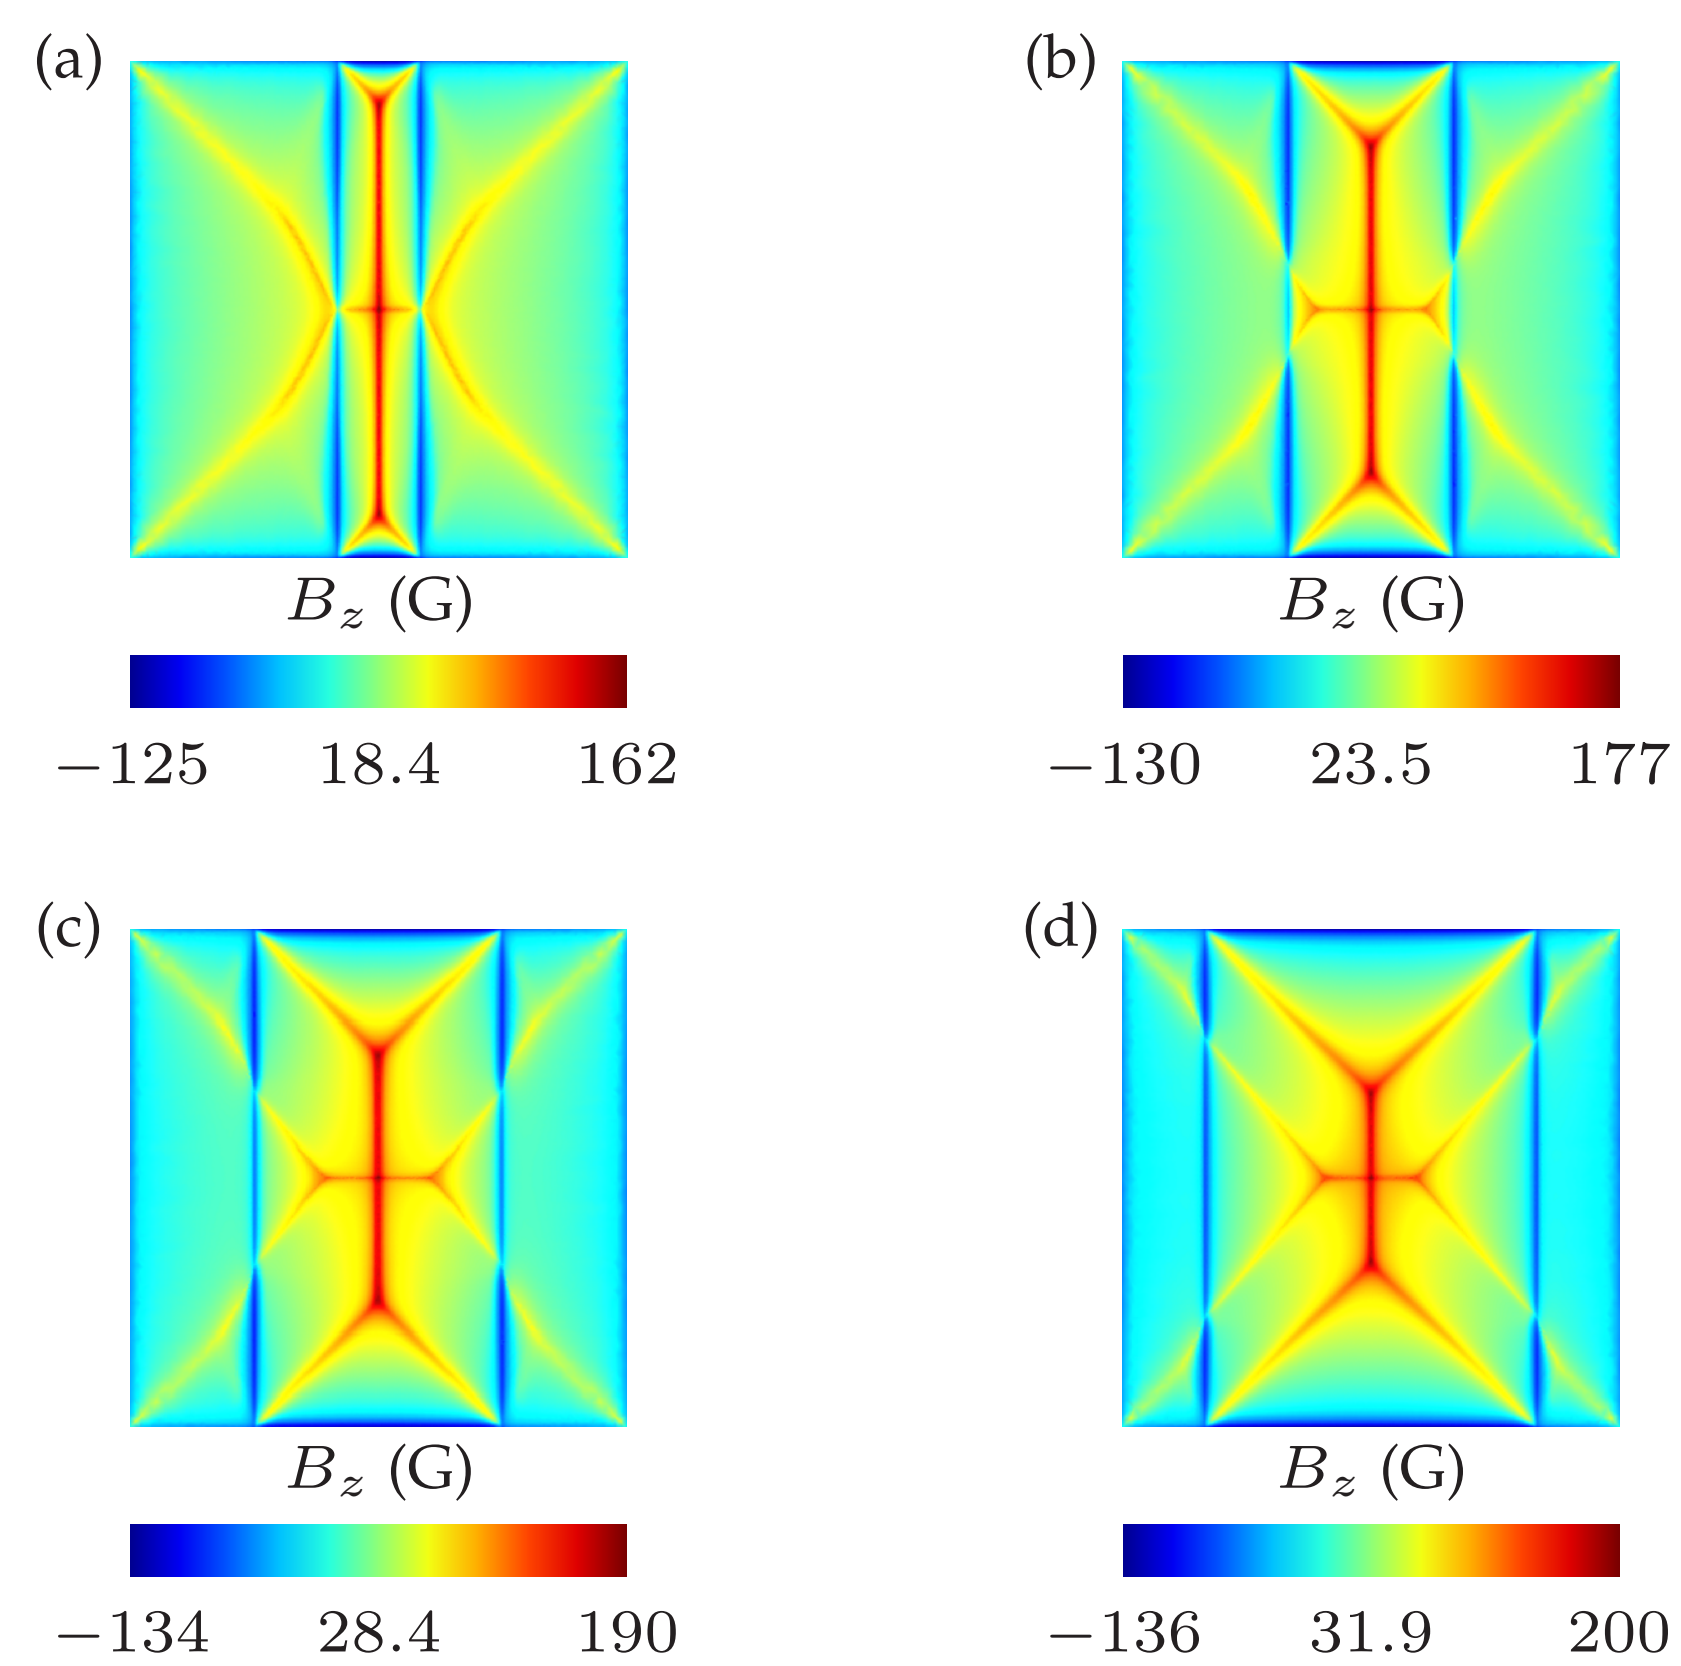 (a) (b)
B_z (G) B_z (G)
−125 18.4 162 −130 23.5 177
(c) (d)
B_z (G) B_z (G)
−134 28.4 190 −136 31.9 200